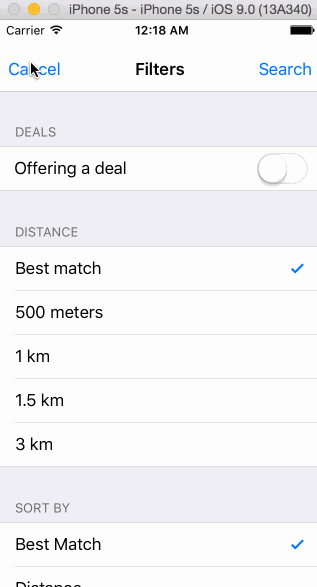 iPhone 5s - iPhone 5s / iOS 9.0 (13A340)
Carrier 12:18 AM
Cancel Filters Search
DEALS
Offering a deal
DISTANCE
Best match
500 meters
1 km
1.5 km
3 km
SORT BY
Best Match
Distance